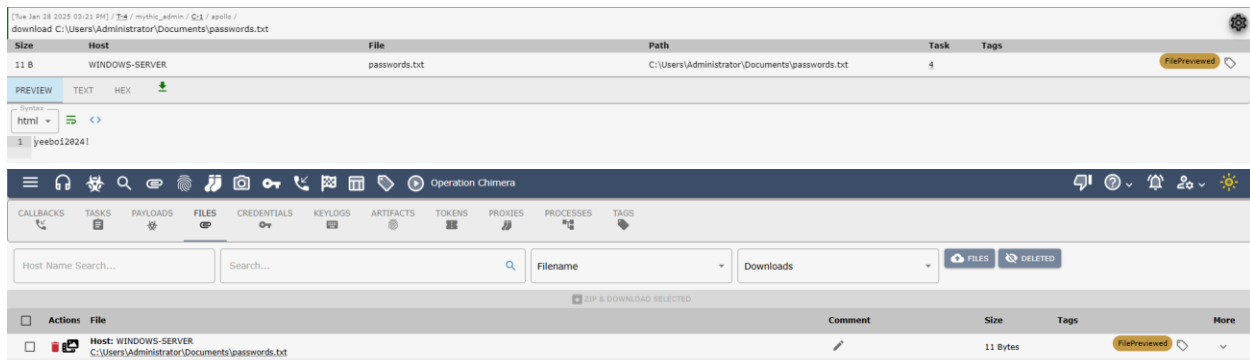 [Tue Jan 28 2025 03:21 PM] / T-4 / mythic_admin / C-1 / apollo /
download C:\Users\Administrator\Documents\passwords.txt
Size Host File Path Task Tags
11 B WINDOWS-SERVER passwords.txt C:\Users\Administrator\Documents\passwords.txt 4 FilePreviewed
PREVIEW TEXT HEX
Syntax
html
1 yeeboi2024!
Operation Chimera
CALLBACKS TASKS PAYLOADS FILES CREDENTIALS KEYLOGS ARTIFACTS TOKENS PROXIES PROCESSES TAGS
Host Name Search... Search... Filename Downloads FILES DELETED
ZIP & DOWNLOAD SELECTED
Actions File Comment Size Tags More
Host: WINDOWS-SERVER
C:\Users\Administrator\Documents\passwords.txt 11 Bytes FilePreviewed